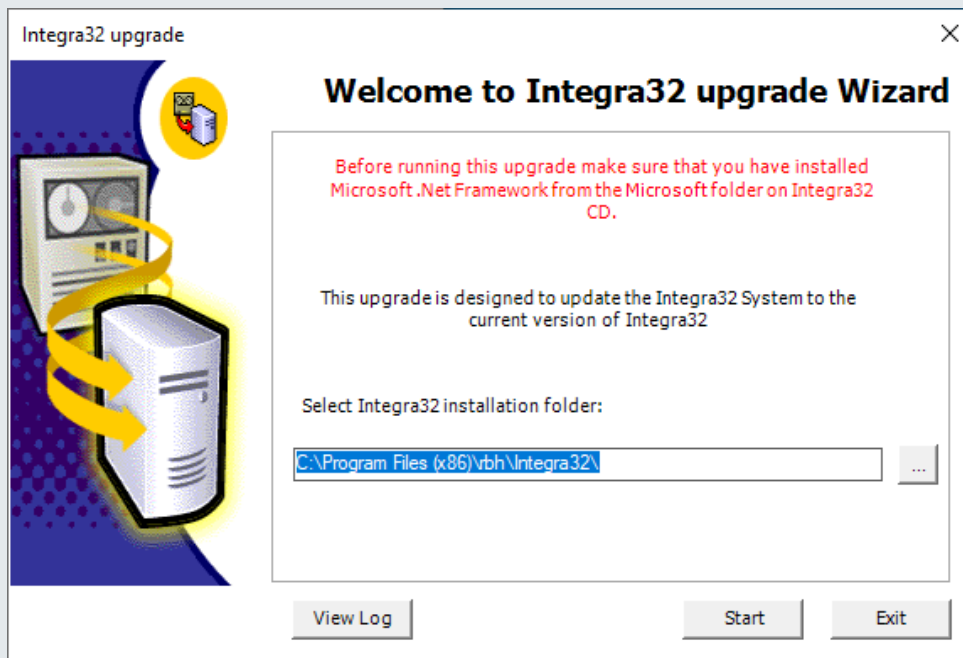 Integra32 upgrade
Welcome to Integra32 upgrade Wizard
Before running this upgrade make sure that you have installed
Microsoft .Net Framework from the Microsoft folder on Integra32
CD.
This upgrade is designed to update the Integra32 System to the
current version of Integra32
Select Integra32 installation folder:
C:\Program Files (x86)\rbh\Integra32\
...
View Log
Start
Exit